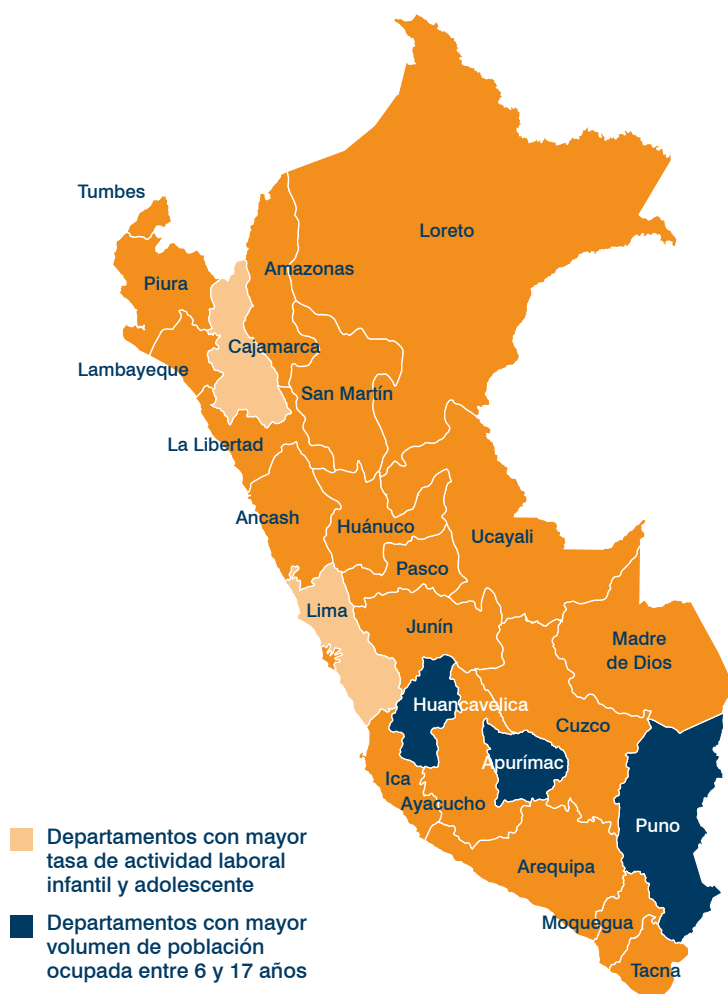 Tumbes
Loreto
Amazonas
Piura
Cajamarca
Lambayeque
San Martín
La Libertad
Ancash
Huánuco
Ucayali
Pasco
Lima
Junín
Madre
de Dios
Huancavelica
Cuzco
Apurímac
Ica
Ayacucho
Puno
Arequipa
Moquegua
Tacna
Departamentos con mayor
tasa de actividad laboral
infantil y adolescente
Departamentos con mayor
volumen de población
ocupada entre 6 y 17 años